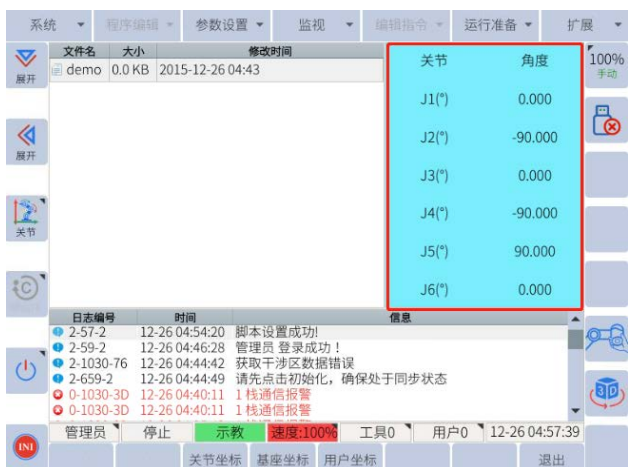 系统 程序编辑 参数设置 监视 编辑指令 运行准备 扩展
文件名 大小 修改时间
demo 0.0 KB 2015-12-26 04:43
展开
展开
关节
关节 角度
J1(°) 0.000
J2(°) -90.000
J3(°) 0.000
J4(°) -90.000
J5(°) 90.000
J6(°) 0.000
100%
手动
3D
日志编号 时间 信息
2-57-2 12-26 04:54:20 脚本设置成功!
2-59-2 12-26 04:46:28 管理员 登录成功！
2-1030-76 12-26 04:44:42 获取干涉区数据错误
2-659-2 12-26 04:44:49 请先点击初始化，确保处于同步状态
0-1030-3D 12-26 04:40:11 1栈通信报警
0-1030-3D 12-26 04:40:11 1栈通信报警
管理员 停止 示教 速度:100% 工具0 用户0 12-26 04:57:39
INI
关节坐标 基座坐标 用户坐标 退出